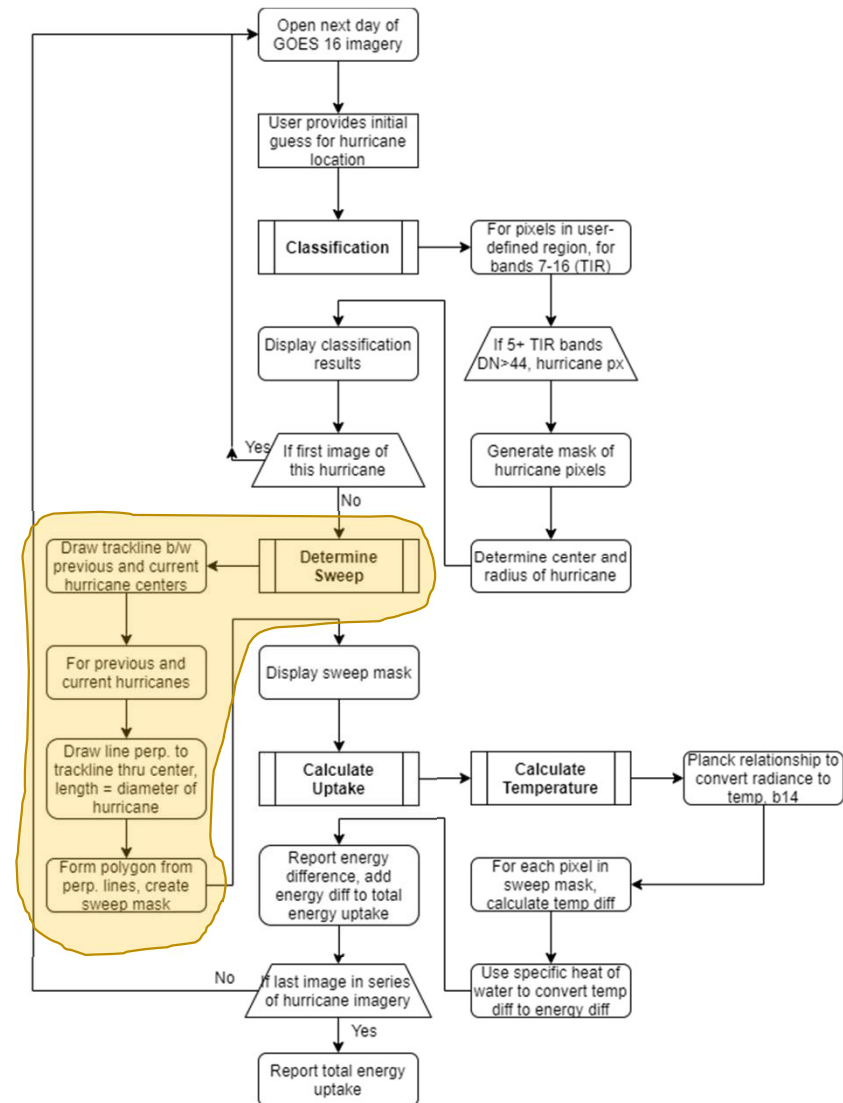 Open next day of
GOES 16 imagery
User provides initial
guess for hurricane
location
Classification
For pixels in user-
defined region, for
bands 7-16 (TIR)
If 5+ TIR bands
DN>44, hurricane px
Generate mask of
hurricane pixels
Determine center and
radius of hurricane
Display classification
results
If first image of
this hurricane
Yes
No
Determine
Sweep
Draw trackline b/w
previous and current
hurricane centers
For previous and
current hurricanes
Draw line perp. to
trackline thru center,
length = diameter of
hurricane
Form polygon from
perp. lines, create
sweep mask
Display sweep mask
Calculate
Uptake
Calculate
Temperature
Planck relationship to
convert radiance to
temp, b14
For each pixel in
sweep mask,
calculate temp diff
Use specific heat of
water to convert temp
diff to energy diff
Report energy
difference, add
energy diff to total
energy uptake
If last image in series
of hurricane imagery
No
Yes
Report total energy
uptake